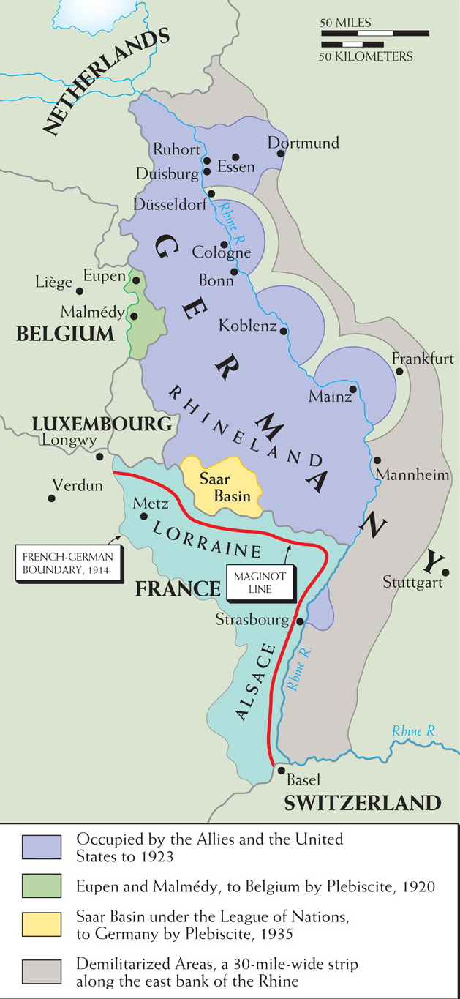 50 MILES
50 KILOMETERS
NETHERLANDS
Dortmund
Ruhort
Essen
Duisburg
Düsseldorf
Rhine R.
GERMANY
Cologne
Eupen
Bonn
Liège
Malmédy
Koblenz
BELGIUM
Frankfurt
Mainz
RHINELAND
LUXEMBOURG
Longwy
Mannheim
Verdun
Saar
Basin
Metz
LORRAINE
FRENCH-GERMAN
BOUNDARY, 1914
MAGINOT
LINE
Stuttgart
FRANCE
Strasbourg
ALSACE
Rhine R.
Rhine R.
Basel
SWITZERLAND
Occupied by the Allies and the United
States to 1923
Eupen and Malmédy, to Belgium by Plebiscite, 1920
Saar Basin under the League of Nations,
to Germany by Plebiscite, 1935
Demilitarized Areas, a 30-mile-wide strip
along the east bank of the Rhine